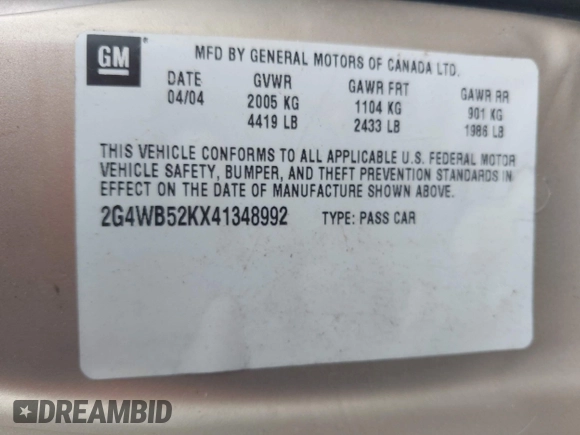 GM
MFD BY GENERAL MOTORS OF CANADA LTD.
DATE GVWR GAWR FRT GAWR RR
04/04 2005 KG 1104 KG 901 KG
4419 LB 2433 LB 1986 LB
THIS VEHICLE CONFORMS TO ALL APPLICABLE U.S. FEDERAL MOTOR
VEHICLE SAFETY, BUMPER, AND THEFT PREVENTION STANDARDS IN
EFFECT ON THE DATE OF MANUFACTURE SHOWN ABOVE.
2G4WB52KX41348992 TYPE: PASS CAR
DREAMBID